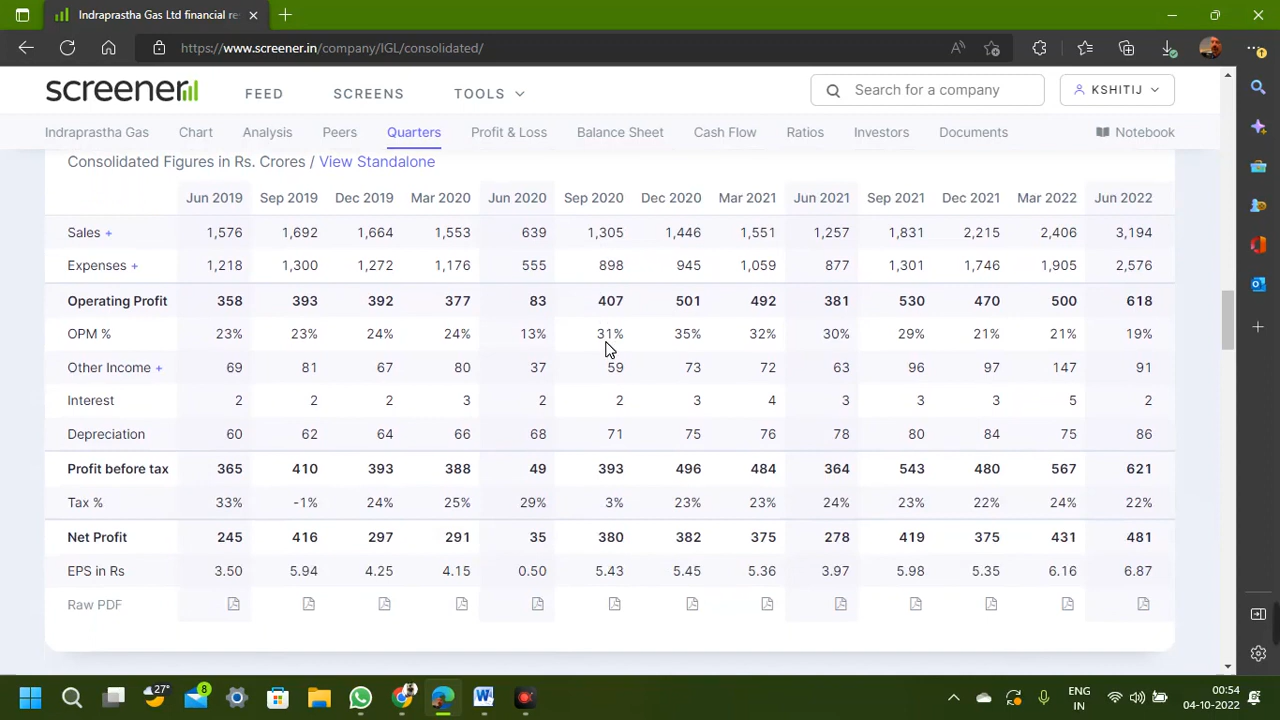 Indraprastha Gas Ltd financial re
https://www.screener.in/company/IGL/consolidated/
screener
FEED SCREENS TOOLS Search for a company KSHITIJ
Indraprastha Gas Chart Analysis Peers Quarters Profit & Loss Balance Sheet Cash Flow Ratios Investors Documents Notebook
Consolidated Figures in Rs. Crores / View Standalone
Jun 2019 Sep 2019 Dec 2019 Mar 2020 Jun 2020 Sep 2020 Dec 2020 Mar 2021 Jun 2021 Sep 2021 Dec 2021 Mar 2022 Jun 2022
Sales + 1,576 1,692 1,664 1,553 639 1,305 1,446 1,551 1,257 1,831 2,215 2,406 3,194
Expenses + 1,218 1,300 1,272 1,176 555 898 945 1,059 877 1,301 1,746 1,905 2,576
Operating Profit 358 393 392 377 83 407 501 492 381 530 470 500 618
OPM % 23% 23% 24% 24% 13% 31% 35% 32% 30% 29% 21% 21% 19%
Other Income + 69 81 67 80 37 59 73 72 63 96 97 147 91
Interest 2 2 2 3 2 2 3 4 3 3 3 5 2
Depreciation 60 62 64 66 68 71 75 76 78 80 84 75 86
Profit before tax 365 410 393 388 49 393 496 484 364 543 480 567 621
Tax % 33% -1% 24% 25% 29% 3% 23% 23% 24% 23% 22% 24% 22%
Net Profit 245 416 297 291 35 380 382 375 278 419 375 431 481
EPS in Rs 3.50 5.94 4.25 4.15 0.50 5.43 5.45 5.36 3.97 5.98 5.35 6.16 6.87
Raw PDF
27° 8 ENG 00:54
IN 04-10-2022